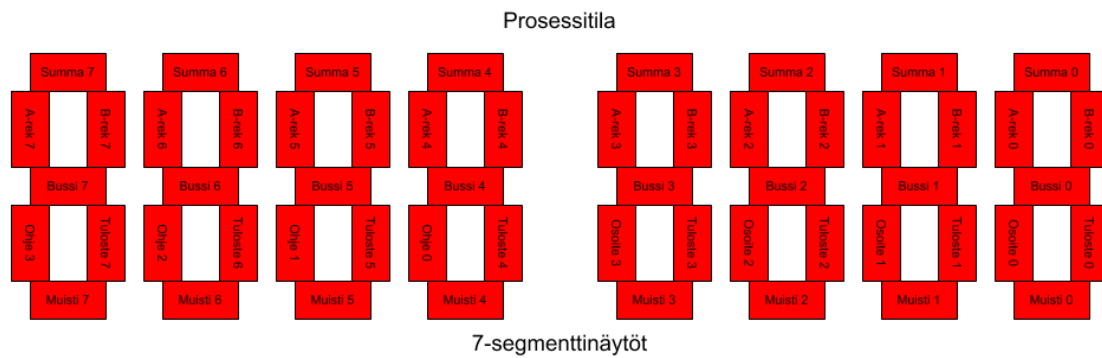 Prosessitila
Summa 7 Summa 6 Summa 5 Summa 4 Summa 3 Summa 2 Summa 1 Summa 0
A-rek 7 B-rek 7 A-rek 6 B-rek 6 A-rek 5 B-rek 5 A-rek 4 B-rek 4 A-rek 3 B-rek 3 A-rek 2 B-rek 2 A-rek 1 B-rek 1 A-rek 0 B-rek 0
Bussi 7 Bussi 6 Bussi 5 Bussi 4 Bussi 3 Bussi 2 Bussi 1 Bussi 0
Ohje 3 Tuloste 7 Ohje 2 Tuloste 6 Ohje 1 Tuloste 5 Ohje 0 Tuloste 4 Osoite 3 Tuloste 3 Osoite 2 Tuloste 2 Osoite 1 Tuloste 1 Osoite 0 Tuloste 0
Muisti 7 Muisti 6 Muisti 5 Muisti 4 Muisti 3 Muisti 2 Muisti 1 Muisti 0
7-segmenttinäytöt